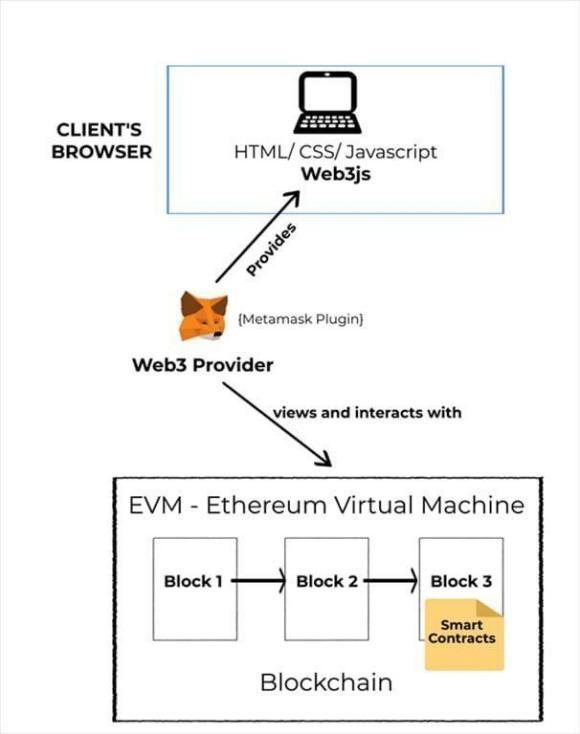 CLIENT'S
BROWSER
HTML/ CSS/ Javascript
Web3js
Provides
{Metamask Plugin}
Web3 Provider
views and interacts with
EVM - Ethereum Virtual Machine
Block 1
Block 2
Block 3
Smart
Contracts
Blockchain